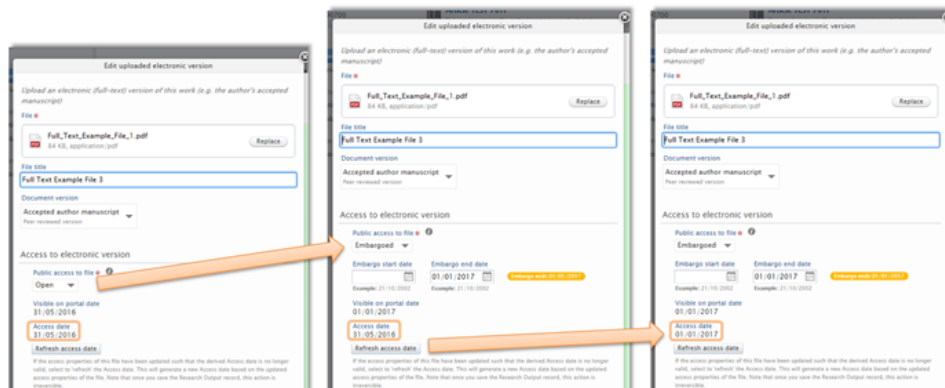 Edit uploaded electronic version
Upload an electronic (full-text) version of this work (e.g. the author's accepted
manuscript)
File
Full_Text_Example_File_1.pdf
84 KB, application/pdf
Replace
File title
Full Text Example File 3
Document version
Accepted author manuscript
Peer reviewed version
Access to electronic version
Public access to file
Open
Visible on portal date
31/05/2016
Access date
31/05/2016
Refresh access date
If the access properties of this file have been updated such that the derived Access date is no longer
valid, select to 'refresh' the Access date. This will generate a new Access date based on the updated
access properties of the file. Note that once you save the Research Output record, this action is
irreversible.
Edit uploaded electronic version
Upload an electronic (full-text) version of this work (e.g. the author's accepted
manuscript)
File
Full_Text_Example_File_1.pdf
84 KB, application/pdf
Replace
File title
Full Text Example File 3
Document version
Accepted author manuscript
Peer reviewed version
Access to electronic version
Public access to file
Embargoed
Embargo start date Embargo end date
01/01/2017 Embargo ends 01/01/2017
Example: 21/10/2002 Example: 21/10/2002
Visible on portal date
01/01/2017
Access date
31/05/2016
Refresh access date
If the access properties of this file have been updated such that the derived Access date is no longer
valid, select to 'refresh' the Access date. This will generate a new Access date based on the updated
access properties of the file. Note that once you save the Research Output record, this action is
irreversible.
Edit uploaded electronic version
Upload an electronic (full-text) version of this work (e.g. the author's accepted
manuscript)
File
Full_Text_Example_File_1.pdf
84 KB, application/pdf
Replace
File title
Full Text Example File 3
Document version
Accepted author manuscript
Peer reviewed version
Access to electronic version
Public access to file
Embargoed
Embargo start date Embargo end date
01/01/2017 Embargo ends 01/01/2017
Example: 21/10/2002 Example: 21/10/2002
Visible on portal date
01/01/2017
Access date
01/01/2017
Refresh access date
If the access properties of this file have been updated such that the derived Access date is no longer
valid, select to 'refresh' the Access date. This will generate a new Access date based on the updated
access properties of the file. Note that once you save the Research Output record, this action is
irreversible.